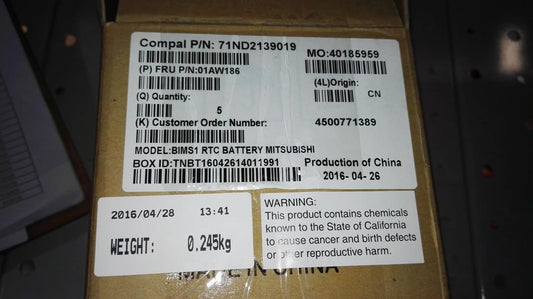 Compal P/N: 71ND2139019
MO:40185959
(P) FRU P/N:01AW186
(4L)Origin:
CN
(Q) Quantity:
5
(K) Customer Order Number:
4500771389
MODEL:BIMS1 RTC BATTERY MITSUBISHI
BOX ID:TNBT16042614011991
Production of China
2016- 04- 26
2016/04/28 13:41
WEIGHT: 0.245kg
WARNING:
This product contains chemicals
known to the State of California
to cause cancer and birth defects
or other reproductive harm.
MADE IN CHINA